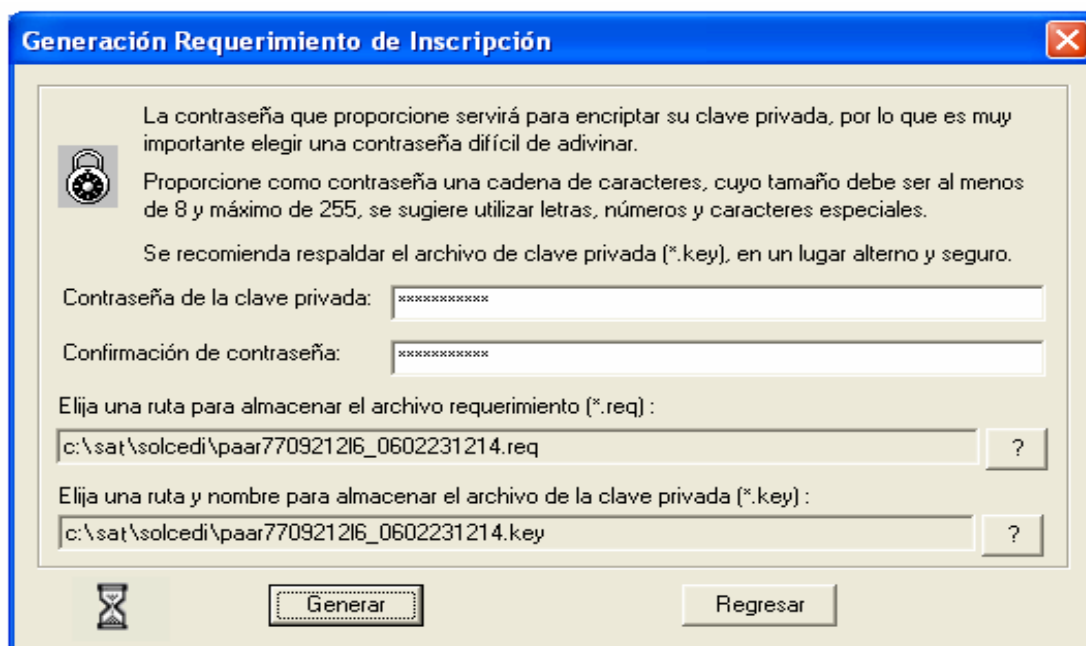 Generación Requerimiento de Inscripción
La contraseña que proporcione servirá para encriptar su clave privada, por lo que es muy
importante elegir una contraseña difícil de adivinar.
Proporcione como contraseña una cadena de caracteres, cuyo tamaño debe ser al menos
de 8 y máximo de 255, se sugiere utilizar letras, números y caracteres especiales.
Se recomienda respaldar el archivo de clave privada (*.key), en un lugar alterno y seguro.
Contraseña de la clave privada: ***********
Confirmación de contraseña: ***********
Elija una ruta para almacenar el archivo requerimiento (*.req) :
c:\sat\solcedi\paar7709212l6_0602231214.req ?
Elija una ruta y nombre para almacenar el archivo de la clave privada (*.key) :
c:\sat\solcedi\paar7709212l6_0602231214.key ?
Generar Regresar